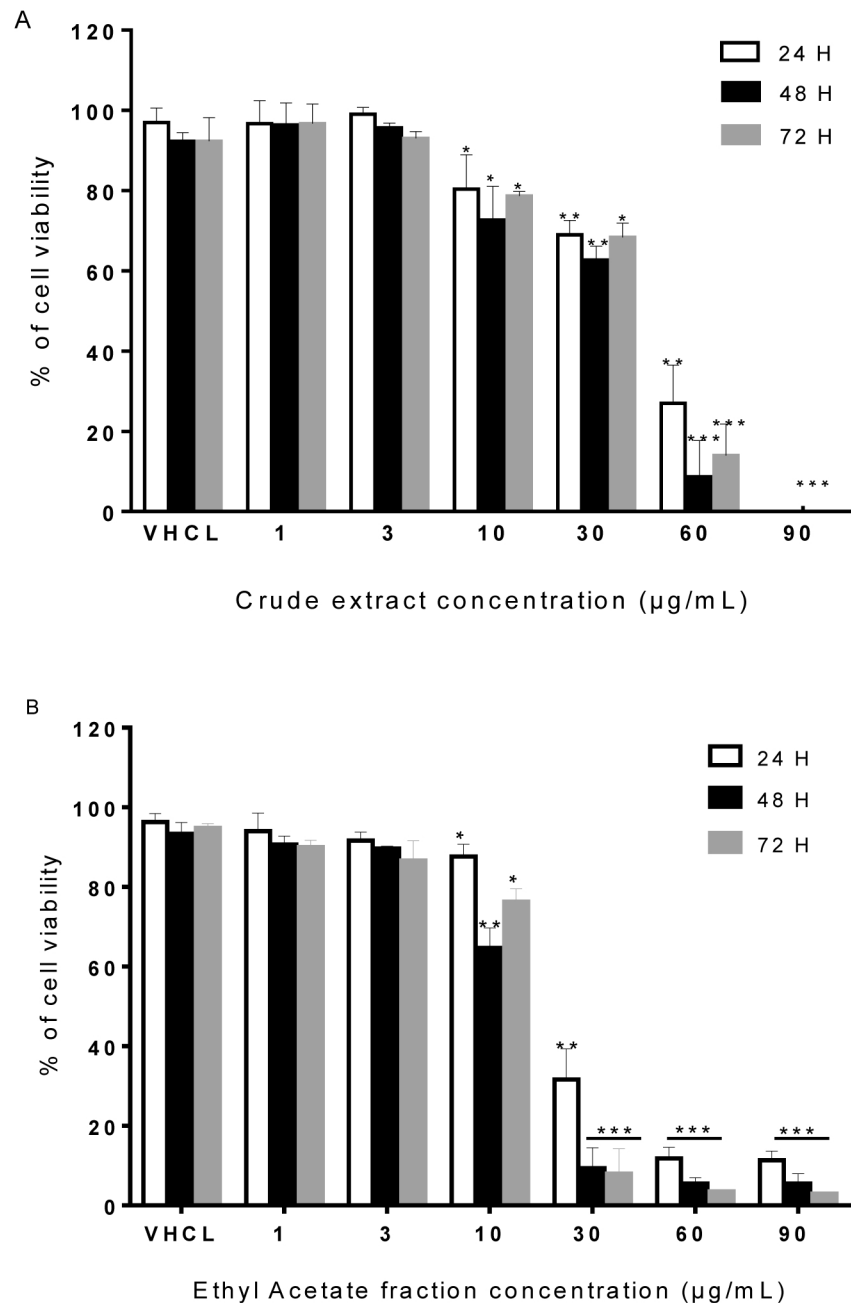 A
120
100
80
60
40
20
0
% of cell viability
24 H
48 H
72 H
*
*
*
**
**
*
**
***
***
***
VHCL 1 3 10 30 60 90
Crude extract concentration (µg/mL)
B
120
100
80
60
40
20
0
% of cell viability
24 H
48 H
72 H
*
**
*
**
***
***
***
VHCL 1 3 10 30 60 90
Ethyl Acetate fraction concentration (µg/mL)